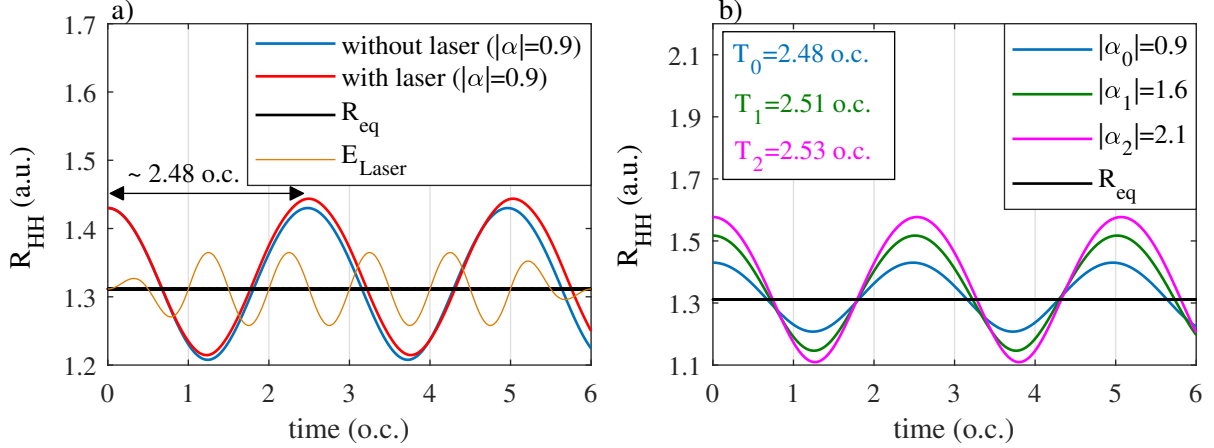 a)
1.7
1.6
1.5
1.4
1.3
1.2
R_HH (a.u.)
without laser (|α|=0.9)
with laser (|α|=0.9)
R_eq
E_Laser
~ 2.48 o.c.
0 1 2 3 4 5 6
time (o.c.)
b)
2.1
1.9
1.7
1.5
1.3
1.1
R_HH (a.u.)
T_0=2.48 o.c.
T_1=2.51 o.c.
T_2=2.53 o.c.
|α_0|=0.9
|α_1|=1.6
|α_2|=2.1
R_eq
0 1 2 3 4 5 6
time (o.c.)